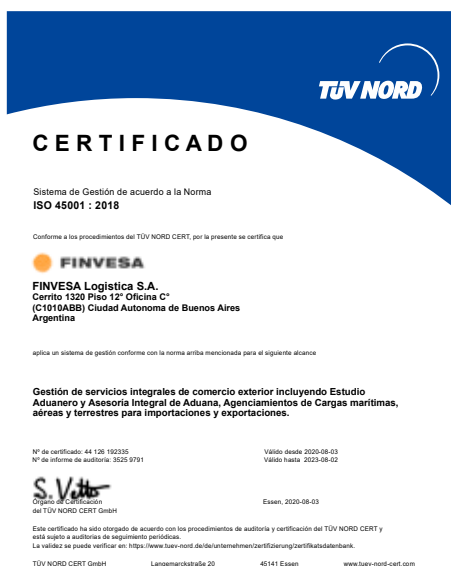 TÜV NORD
CERTIFICADO
Sistema de Gestión de acuerdo a la Norma
ISO 45001 : 2018
Conforme a los procedimientos del TÜV NORD CERT, por la presente se certifica que
FINVESA
FINVESA Logistica S.A.
Cerrito 1320 Piso 12° Oficina C°
(C1010ABB) Ciudad Autonoma de Buenos Aires
Argentina
aplica un sistema de gestión conforme con la norma arriba mencionada para el siguiente alcance
Gestión de servicios integrales de comercio exterior incluyendo Estudio
Aduanero y Asesoría Integral de Aduana, Agenciamientos de Cargas marítimas,
aéreas y terrestres para importaciones y exportaciones.
Nº de certificado: 44 126 192335 Válido desde 2020-08-03
Nº de informe de auditoría: 3525 9791 Válido hasta 2023-08-02
S. Vetto
Órgano de Certificación Essen, 2020-08-03
del TÜV NORD CERT GmbH
Este certificado ha sido otorgado de acuerdo con los procedimientos de auditoría y certificación del TÜV NORD CERT y
está sujeto a auditorias de seguimiento periódicas.
La validez se puede verificar en: https://www.tuev-nord.de/de/unternehmen/zertifizierung/zertifikatsdatenbank.
TÜV NORD CERT GmbH Langemarckstraße 20 45141 Essen www.tuev-nord-cert.com